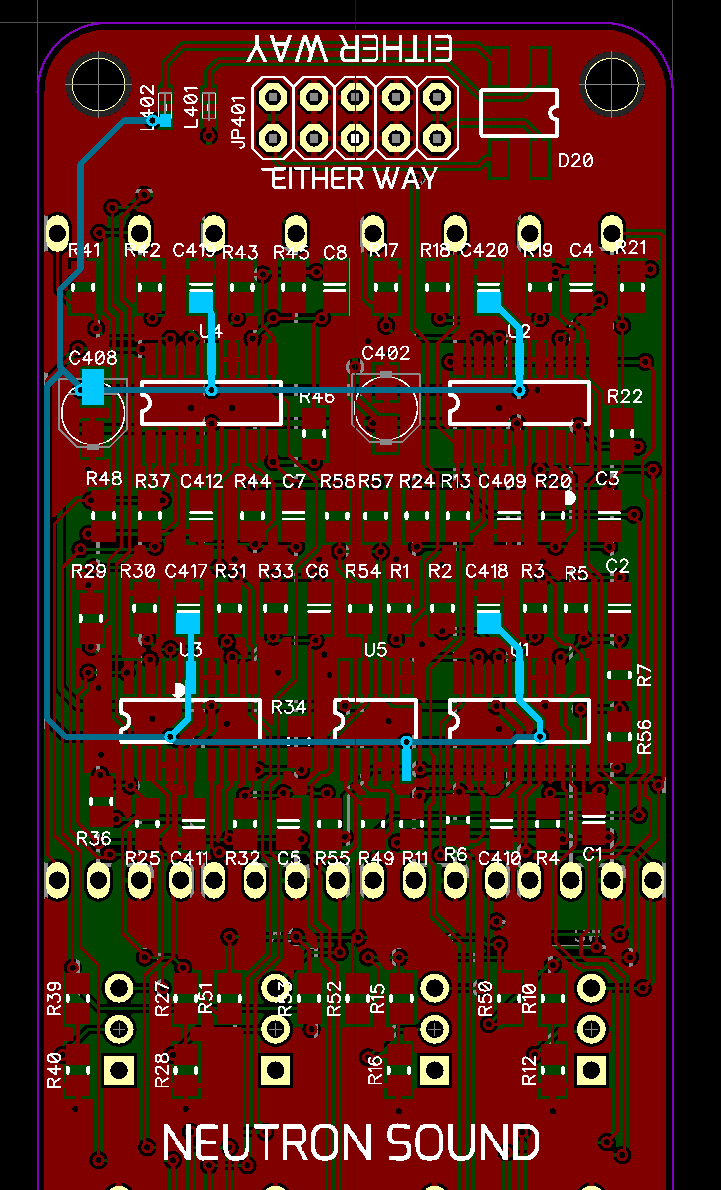 EITHER WAY
L402 L401 JP401
D20
EITHER WAY
R41 R42 C419 R43 R45 C8 R17 R18 C420 R19 C4 R21
U4 U2
C408 C402
R46 R22
R48 R37 C412 R44 C7 R58 R57 R24 R13 C409 R20 C3
R29 R30 C417 R31 R33 C6 R54 R1 R2 C418 R3 R5 C2
U3 U5 U1
R7
R34
R56
R36 R25 C411 R32 C5 R55 R49 R11 R6 C410 R4 C1
R39 R27 R51 R52 R15 R50 R10
R40 R28 R16 R12
NEUTRON SOUND